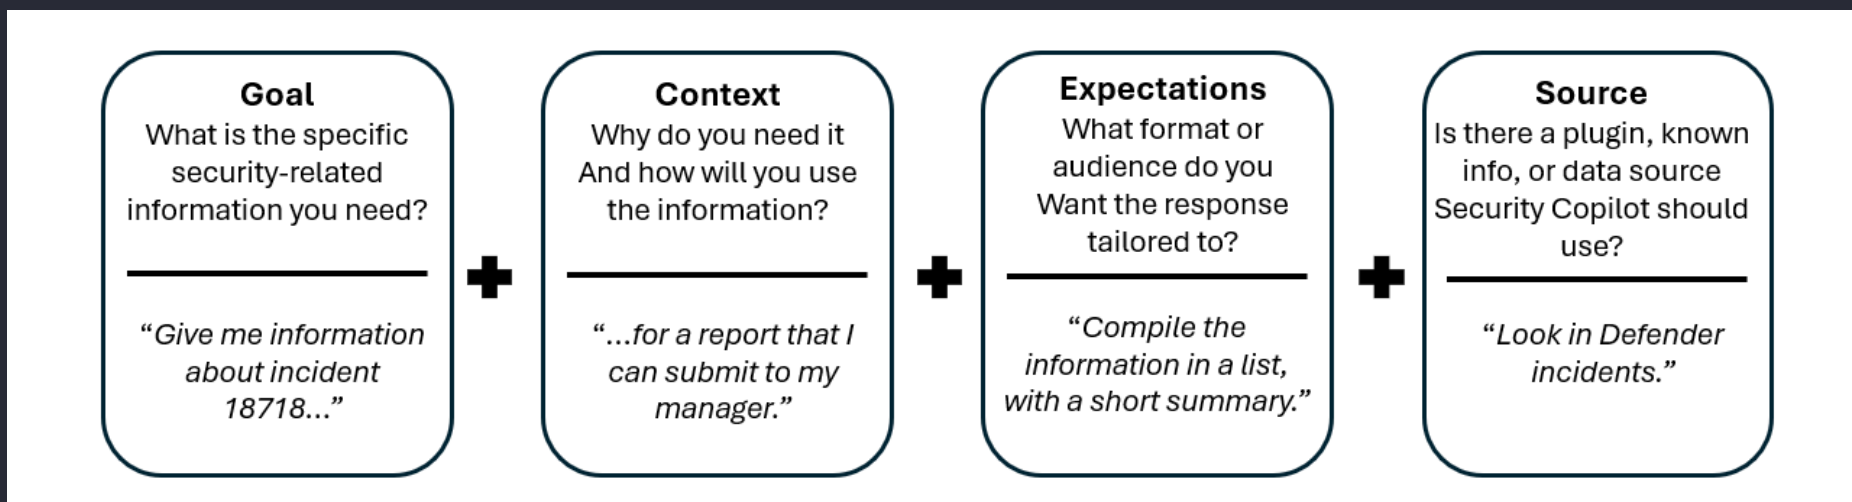 Goal
What is the specific
security-related
information you need?
“Give me information
about incident
18718...”
Context
Why do you need it
And how will you use
the information?
“...for a report that I
can submit to my
manager.”
Expectations
What format or
audience do you
Want the response
tailored to?
“Compile the
information in a list,
with a short summary.”
Source
Is there a plugin, known
info, or data source
Security Copilot should
use?
“Look in Defender
incidents.”